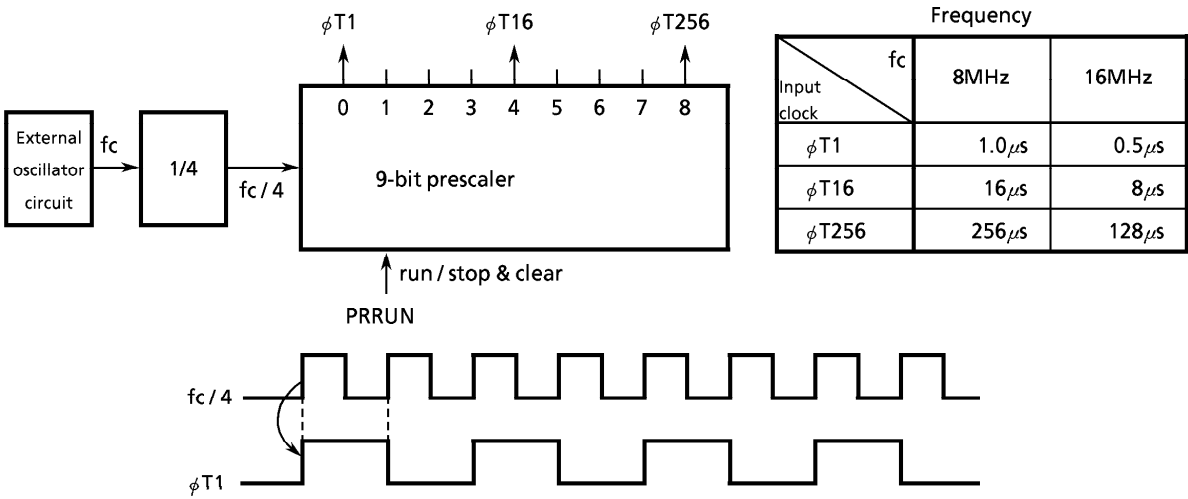 ϕT1 ϕT16 ϕT256
0 1 2 3 4 5 6 7 8
External
oscillator
circuit
fc
1/4
fc / 4
9-bit prescaler
run / stop & clear
PRRUN
Frequency
fc
Input
clock
8MHz 16MHz
ϕT1 1.0μs 0.5μs
ϕT16 16μs 8μs
ϕT256 256μs 128μs
fc / 4
ϕT1